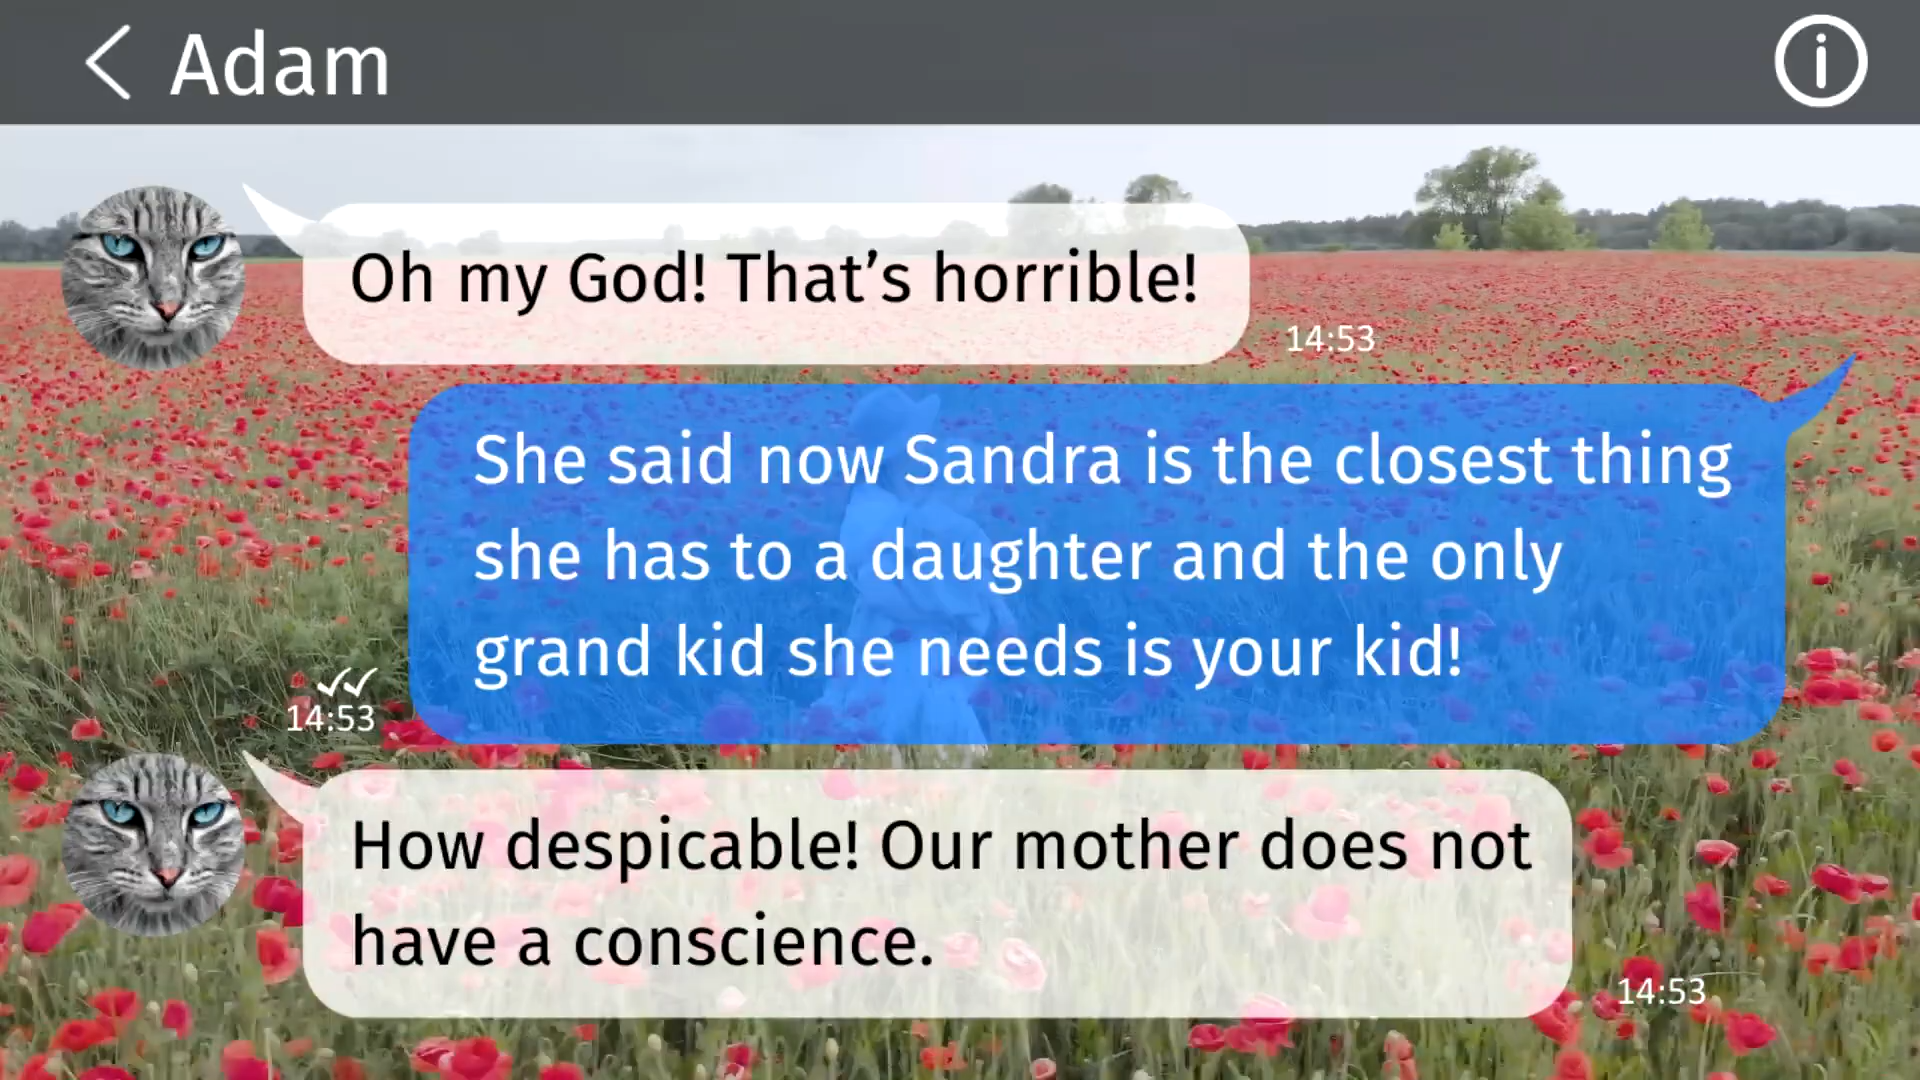 Adam
Oh my God! That’s horrible!
14:53
She said now Sandra is the closest thing
she has to a daughter and the only
grand kid she needs is your kid!
14:53
How despicable! Our mother does not
have a conscience.
14:53